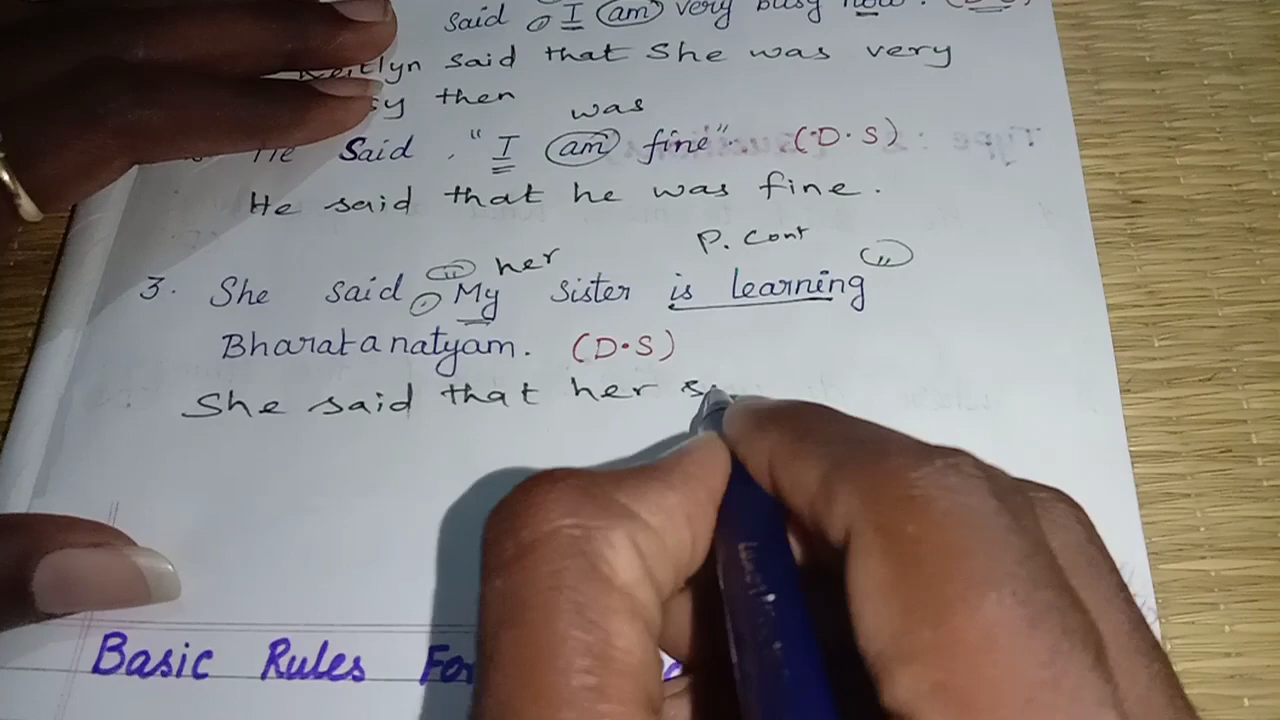 said , I am very busy now.
Keitlyn said that She was very
then
was
He Said , "I am fine". (D.S)
He said that he was fine.
P. Cont
her "
3. She said , " My sister is learning
Bharatanatyam. (D.S)
She said that her s
Basic Rules For